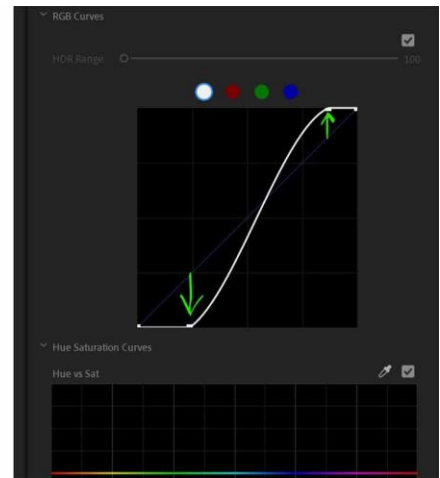 RGB Curves
HDR Range 100
Hue Saturation Curves
Hue vs Sat